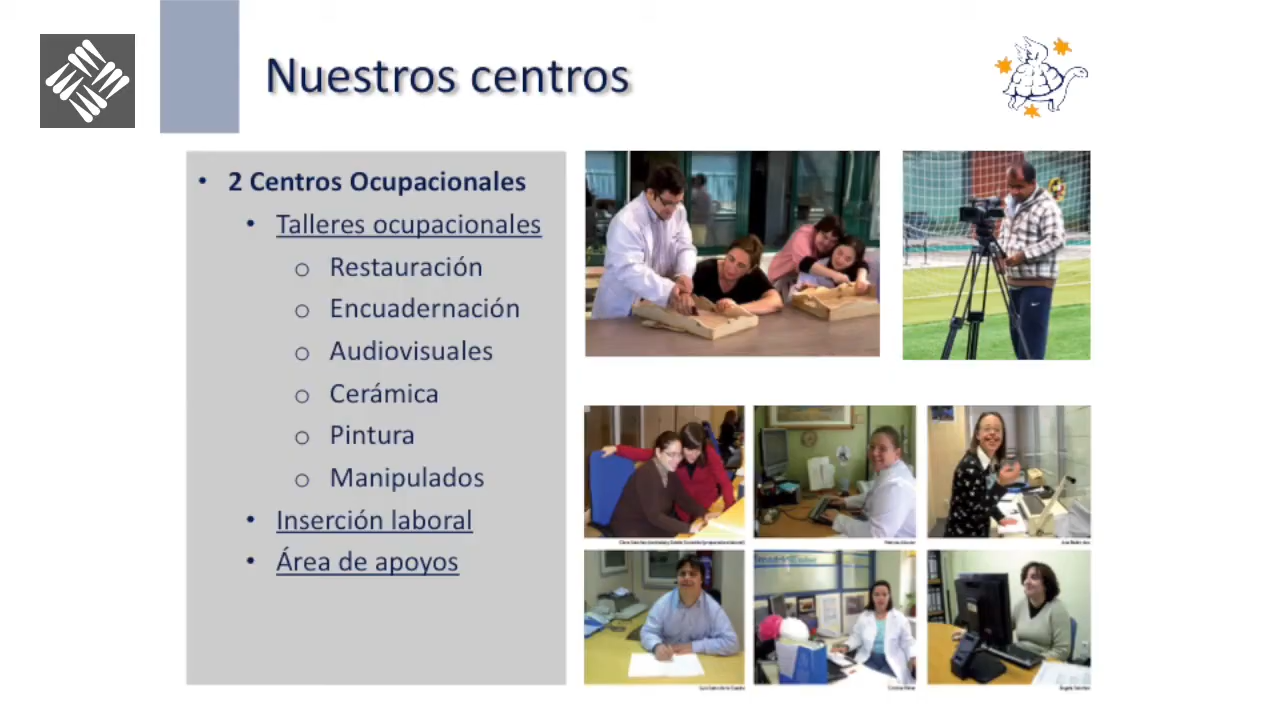 Nuestros centros
• 2 Centros Ocupacionales
• Talleres ocupacionales
o Restauración
o Encuadernación
o Audiovisuales
o Cerámica
o Pintura
o Manipulados
• Inserción laboral
• Área de apoyos